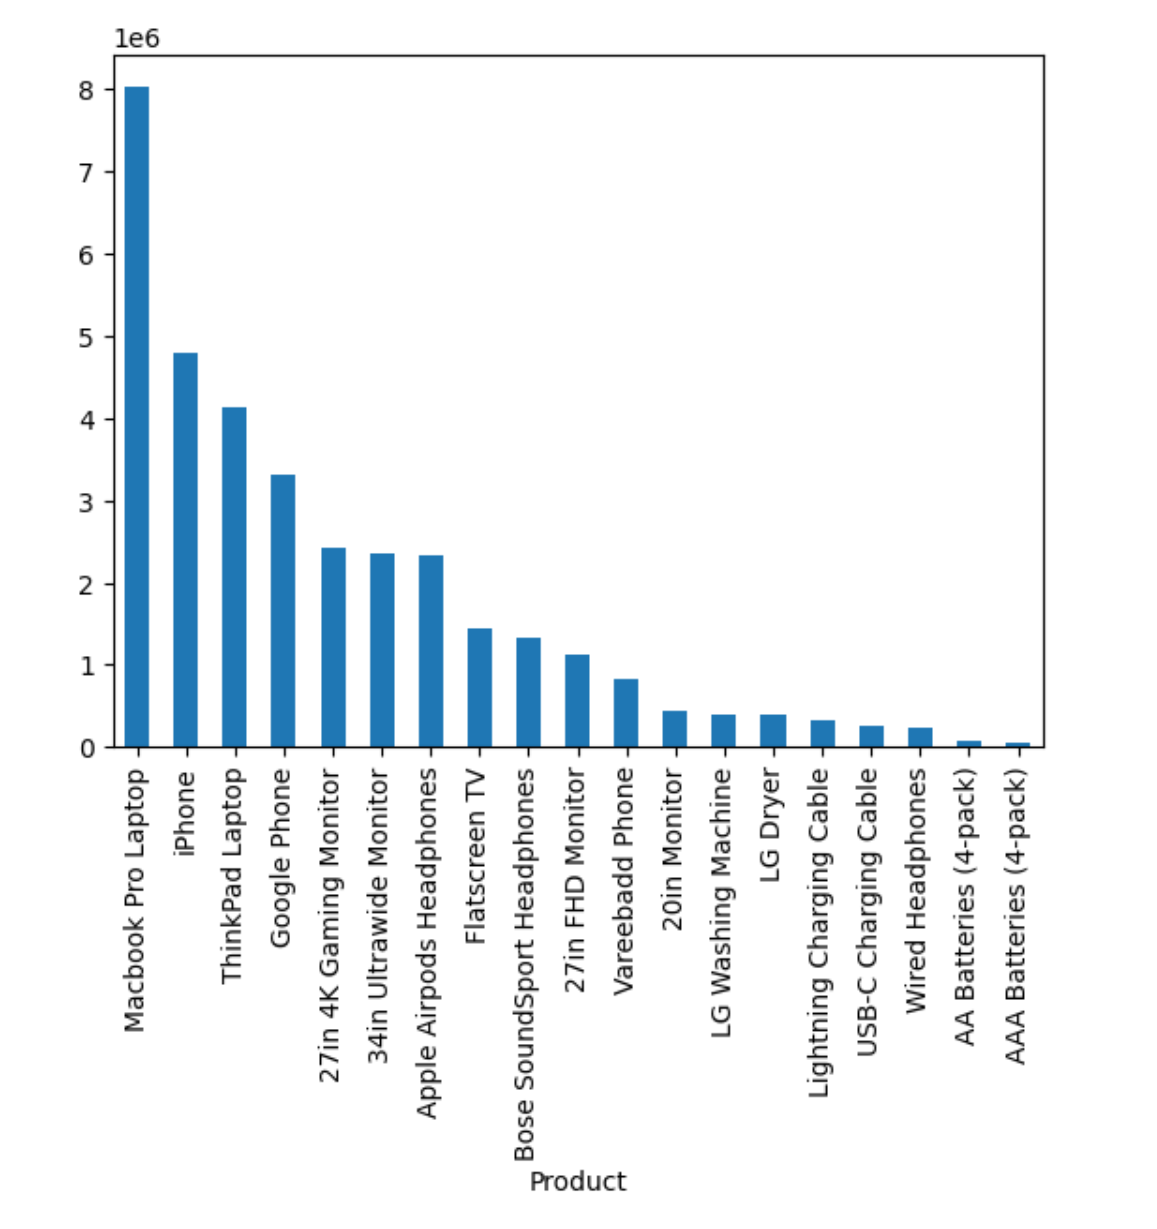 1e6
8
7
6
5
4
3
2
1
0
Macbook Pro Laptop
iPhone
ThinkPad Laptop
Google Phone
27in 4K Gaming Monitor
34in Ultrawide Monitor
Apple Airpods Headphones
Flatscreen TV
Bose SoundSport Headphones
27in FHD Monitor
Vareebadd Phone
20in Monitor
LG Washing Machine
LG Dryer
Lightning Charging Cable
USB-C Charging Cable
Wired Headphones
AA Batteries (4-pack)
AAA Batteries (4-pack)
Product